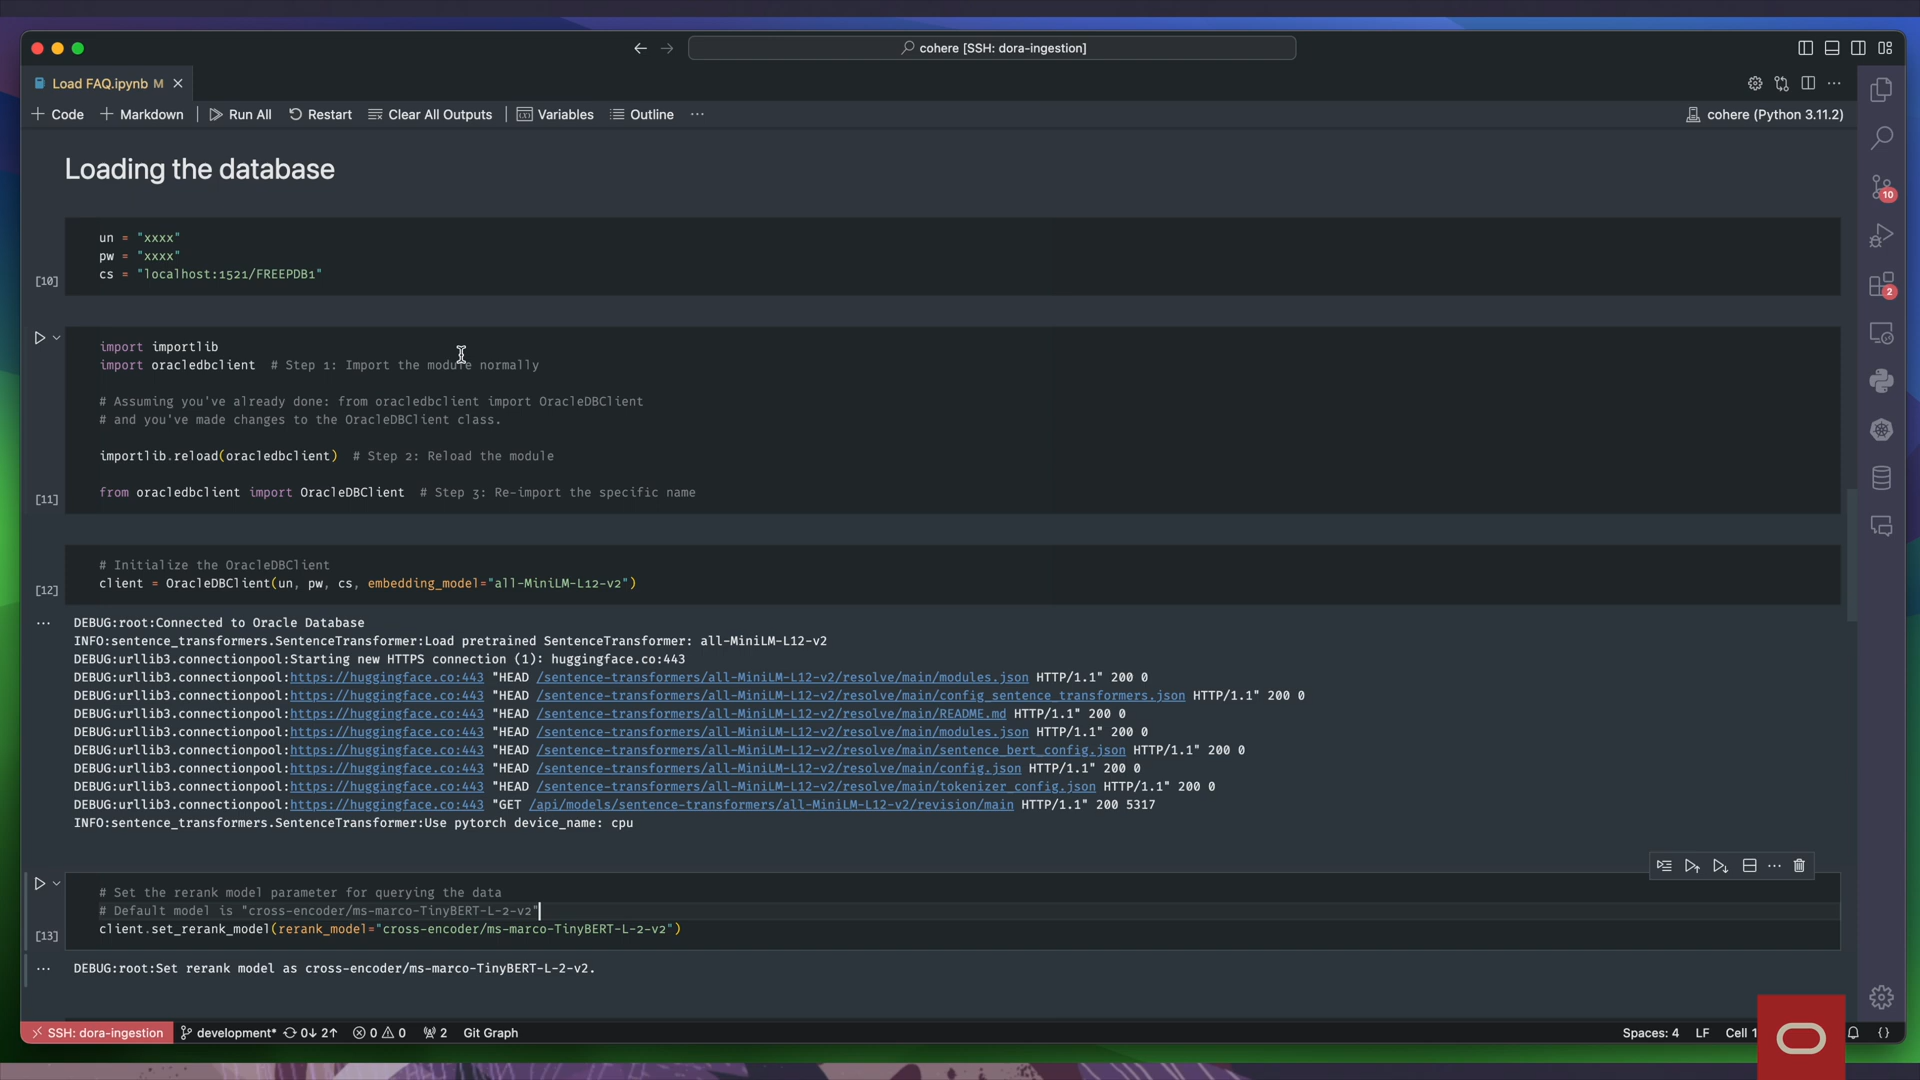 cohere [SSH: dora-ingestion]
Load FAQ.ipynb M
Code Markdown Run All Restart Clear All Outputs Variables Outline ... cohere (Python 3.11.2)
Loading the database
un = "xxxx"
pw = "xxxx"
cs = "localhost:1521/FREEPDB1"
[10]
import importlib
import oracledbclient # Step 1: Import the module normally
# Assuming you've already done: from oracledbclient import OracleDBClient
# and you've made changes to the OracleDBClient class.
importlib.reload(oracledbclient) # Step 2: Reload the module
from oracledbclient import OracleDBClient # Step 3: Re-import the specific name
[11]
# Initialize the OracleDBClient
client = OracleDBClient(un, pw, cs, embedding_model="all-MiniLM-L12-v2")
[12]
DEBUG:root:Connected to Oracle Database
INFO:sentence_transformers.SentenceTransformer:Load pretrained SentenceTransformer: all-MiniLM-L12-v2
DEBUG:urllib3.connectionpool:Starting new HTTPS connection (1): huggingface.co:443
DEBUG:urllib3.connectionpool:https://huggingface.co:443 "HEAD /sentence-transformers/all-MiniLM-L12-v2/resolve/main/modules.json HTTP/1.1" 200 0
DEBUG:urllib3.connectionpool:https://huggingface.co:443 "HEAD /sentence-transformers/all-MiniLM-L12-v2/resolve/main/config_sentence_transformers.json HTTP/1.1" 200 0
DEBUG:urllib3.connectionpool:https://huggingface.co:443 "HEAD /sentence-transformers/all-MiniLM-L12-v2/resolve/main/README.md HTTP/1.1" 200 0
DEBUG:urllib3.connectionpool:https://huggingface.co:443 "HEAD /sentence-transformers/all-MiniLM-L12-v2/resolve/main/modules.json HTTP/1.1" 200 0
DEBUG:urllib3.connectionpool:https://huggingface.co:443 "HEAD /sentence-transformers/all-MiniLM-L12-v2/resolve/main/sentence_bert_config.json HTTP/1.1" 200 0
DEBUG:urllib3.connectionpool:https://huggingface.co:443 "HEAD /sentence-transformers/all-MiniLM-L12-v2/resolve/main/config.json HTTP/1.1" 200 0
DEBUG:urllib3.connectionpool:https://huggingface.co:443 "HEAD /sentence-transformers/all-MiniLM-L12-v2/resolve/main/tokenizer_config.json HTTP/1.1" 200 0
DEBUG:urllib3.connectionpool:https://huggingface.co:443 "GET /api/models/sentence-transformers/all-MiniLM-L12-v2/revision/main HTTP/1.1" 200 5317
INFO:sentence_transformers.SentenceTransformer:Use pytorch device_name: cpu
# Set the rerank model parameter for querying the data
# Default model is "cross-encoder/ms-marco-TinyBERT-L-2-v2"
client.set_rerank_model(rerank_model="cross-encoder/ms-marco-TinyBERT-L-2-v2")
[13]
DEBUG:root:Set rerank model as cross-encoder/ms-marco-TinyBERT-L-2-v2.
10
2
SSH: dora-ingestion development* 0↓ 2↑ 0 0 2 Git Graph Spaces: 4 LF Cell 1 {}